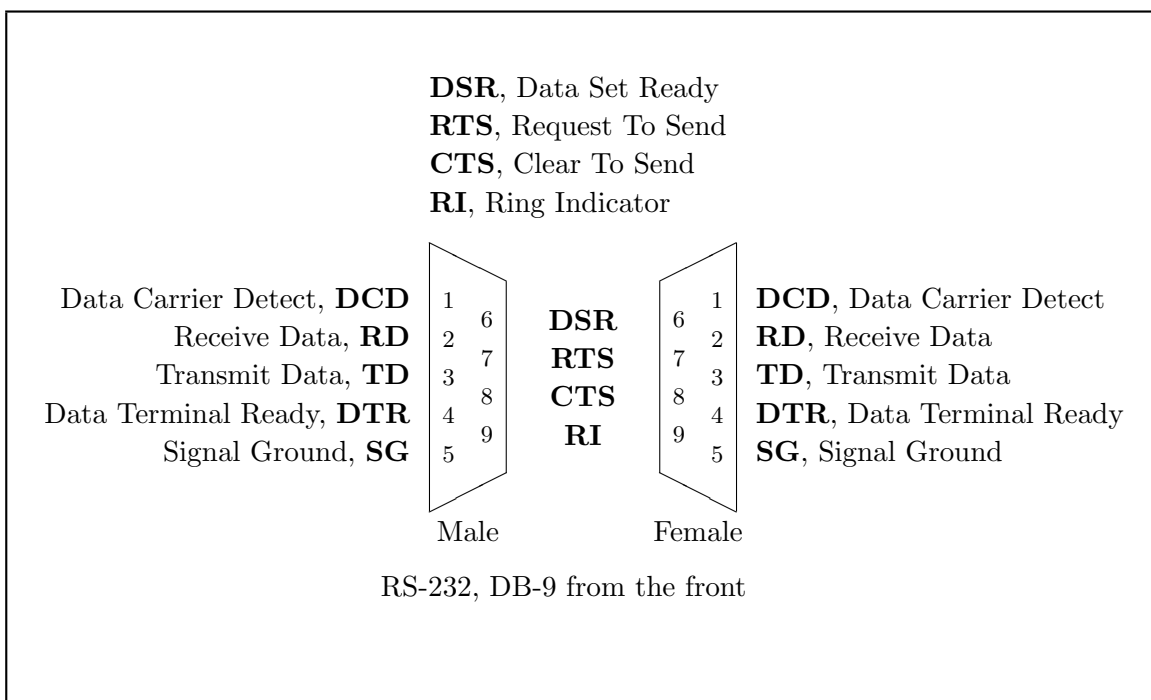 DSR, Data Set Ready
RTS, Request To Send
CTS, Clear To Send
RI, Ring Indicator
Data Carrier Detect, DCD 1 1 DCD, Data Carrier Detect
6 DSR 6
Receive Data, RD 2 2 RD, Receive Data
7 RTS 7
Transmit Data, TD 3 3 TD, Transmit Data
8 CTS 8
Data Terminal Ready, DTR 4 4 DTR, Data Terminal Ready
9 RI 9
Signal Ground, SG 5 5 SG, Signal Ground
Male Female
RS-232, DB-9 from the front